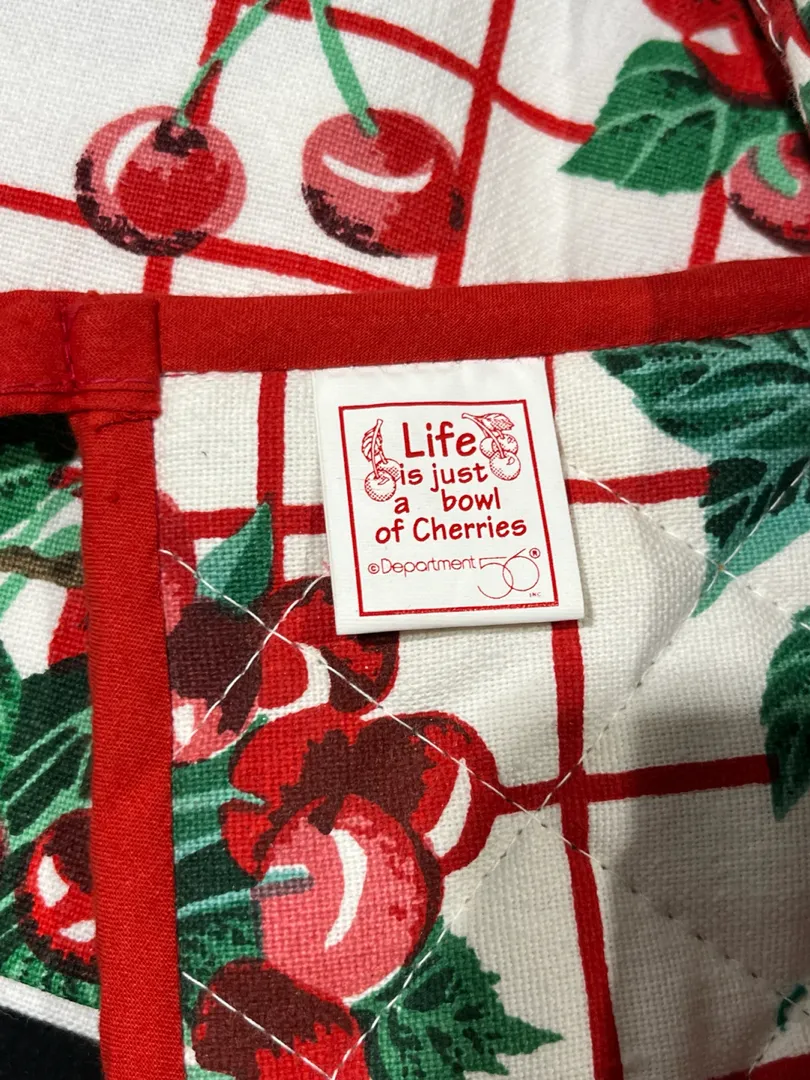 Life
is just
a bowl
of Cherries
©Department 56®
INC.